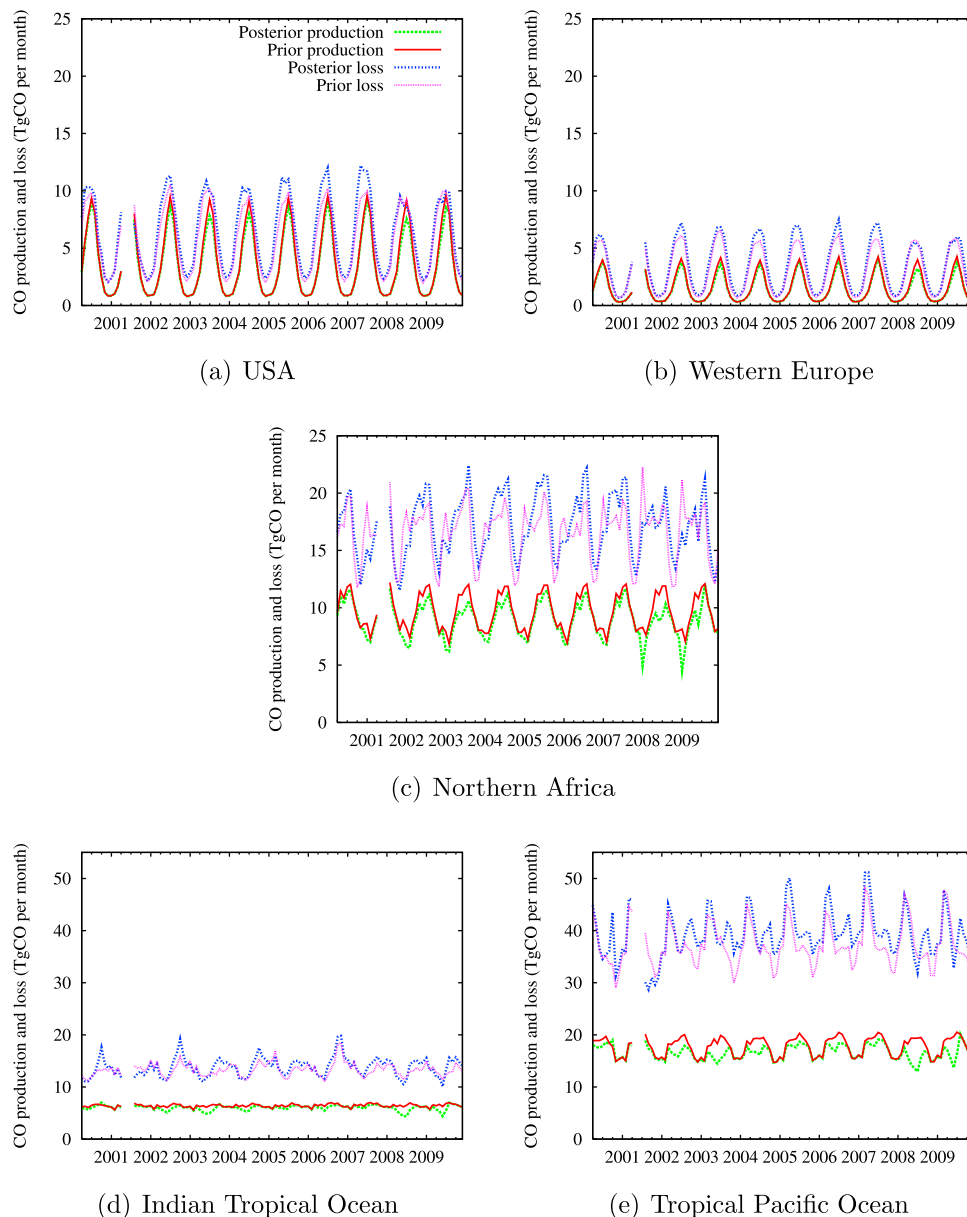 CO production and loss (TgCO per month)
25
20
15
10
5
0
Posterior production
Prior production
Posterior loss
Prior loss
2001 2002 2003 2004 2005 2006 2007 2008 2009
(a) USA
CO production and loss (TgCO per month)
25
20
15
10
5
0
2001 2002 2003 2004 2005 2006 2007 2008 2009
(b) Western Europe
CO production and loss (TgCO per month)
25
20
15
10
5
0
2001 2002 2003 2004 2005 2006 2007 2008 2009
(c) Northern Africa
CO production and loss (TgCO per month)
50
40
30
20
10
0
2001 2002 2003 2004 2005 2006 2007 2008 2009
(d) Indian Tropical Ocean
CO production and loss (TgCO per month)
50
40
30
20
10
0
2001 2002 2003 2004 2005 2006 2007 2008 2009
(e) Tropical Pacific Ocean